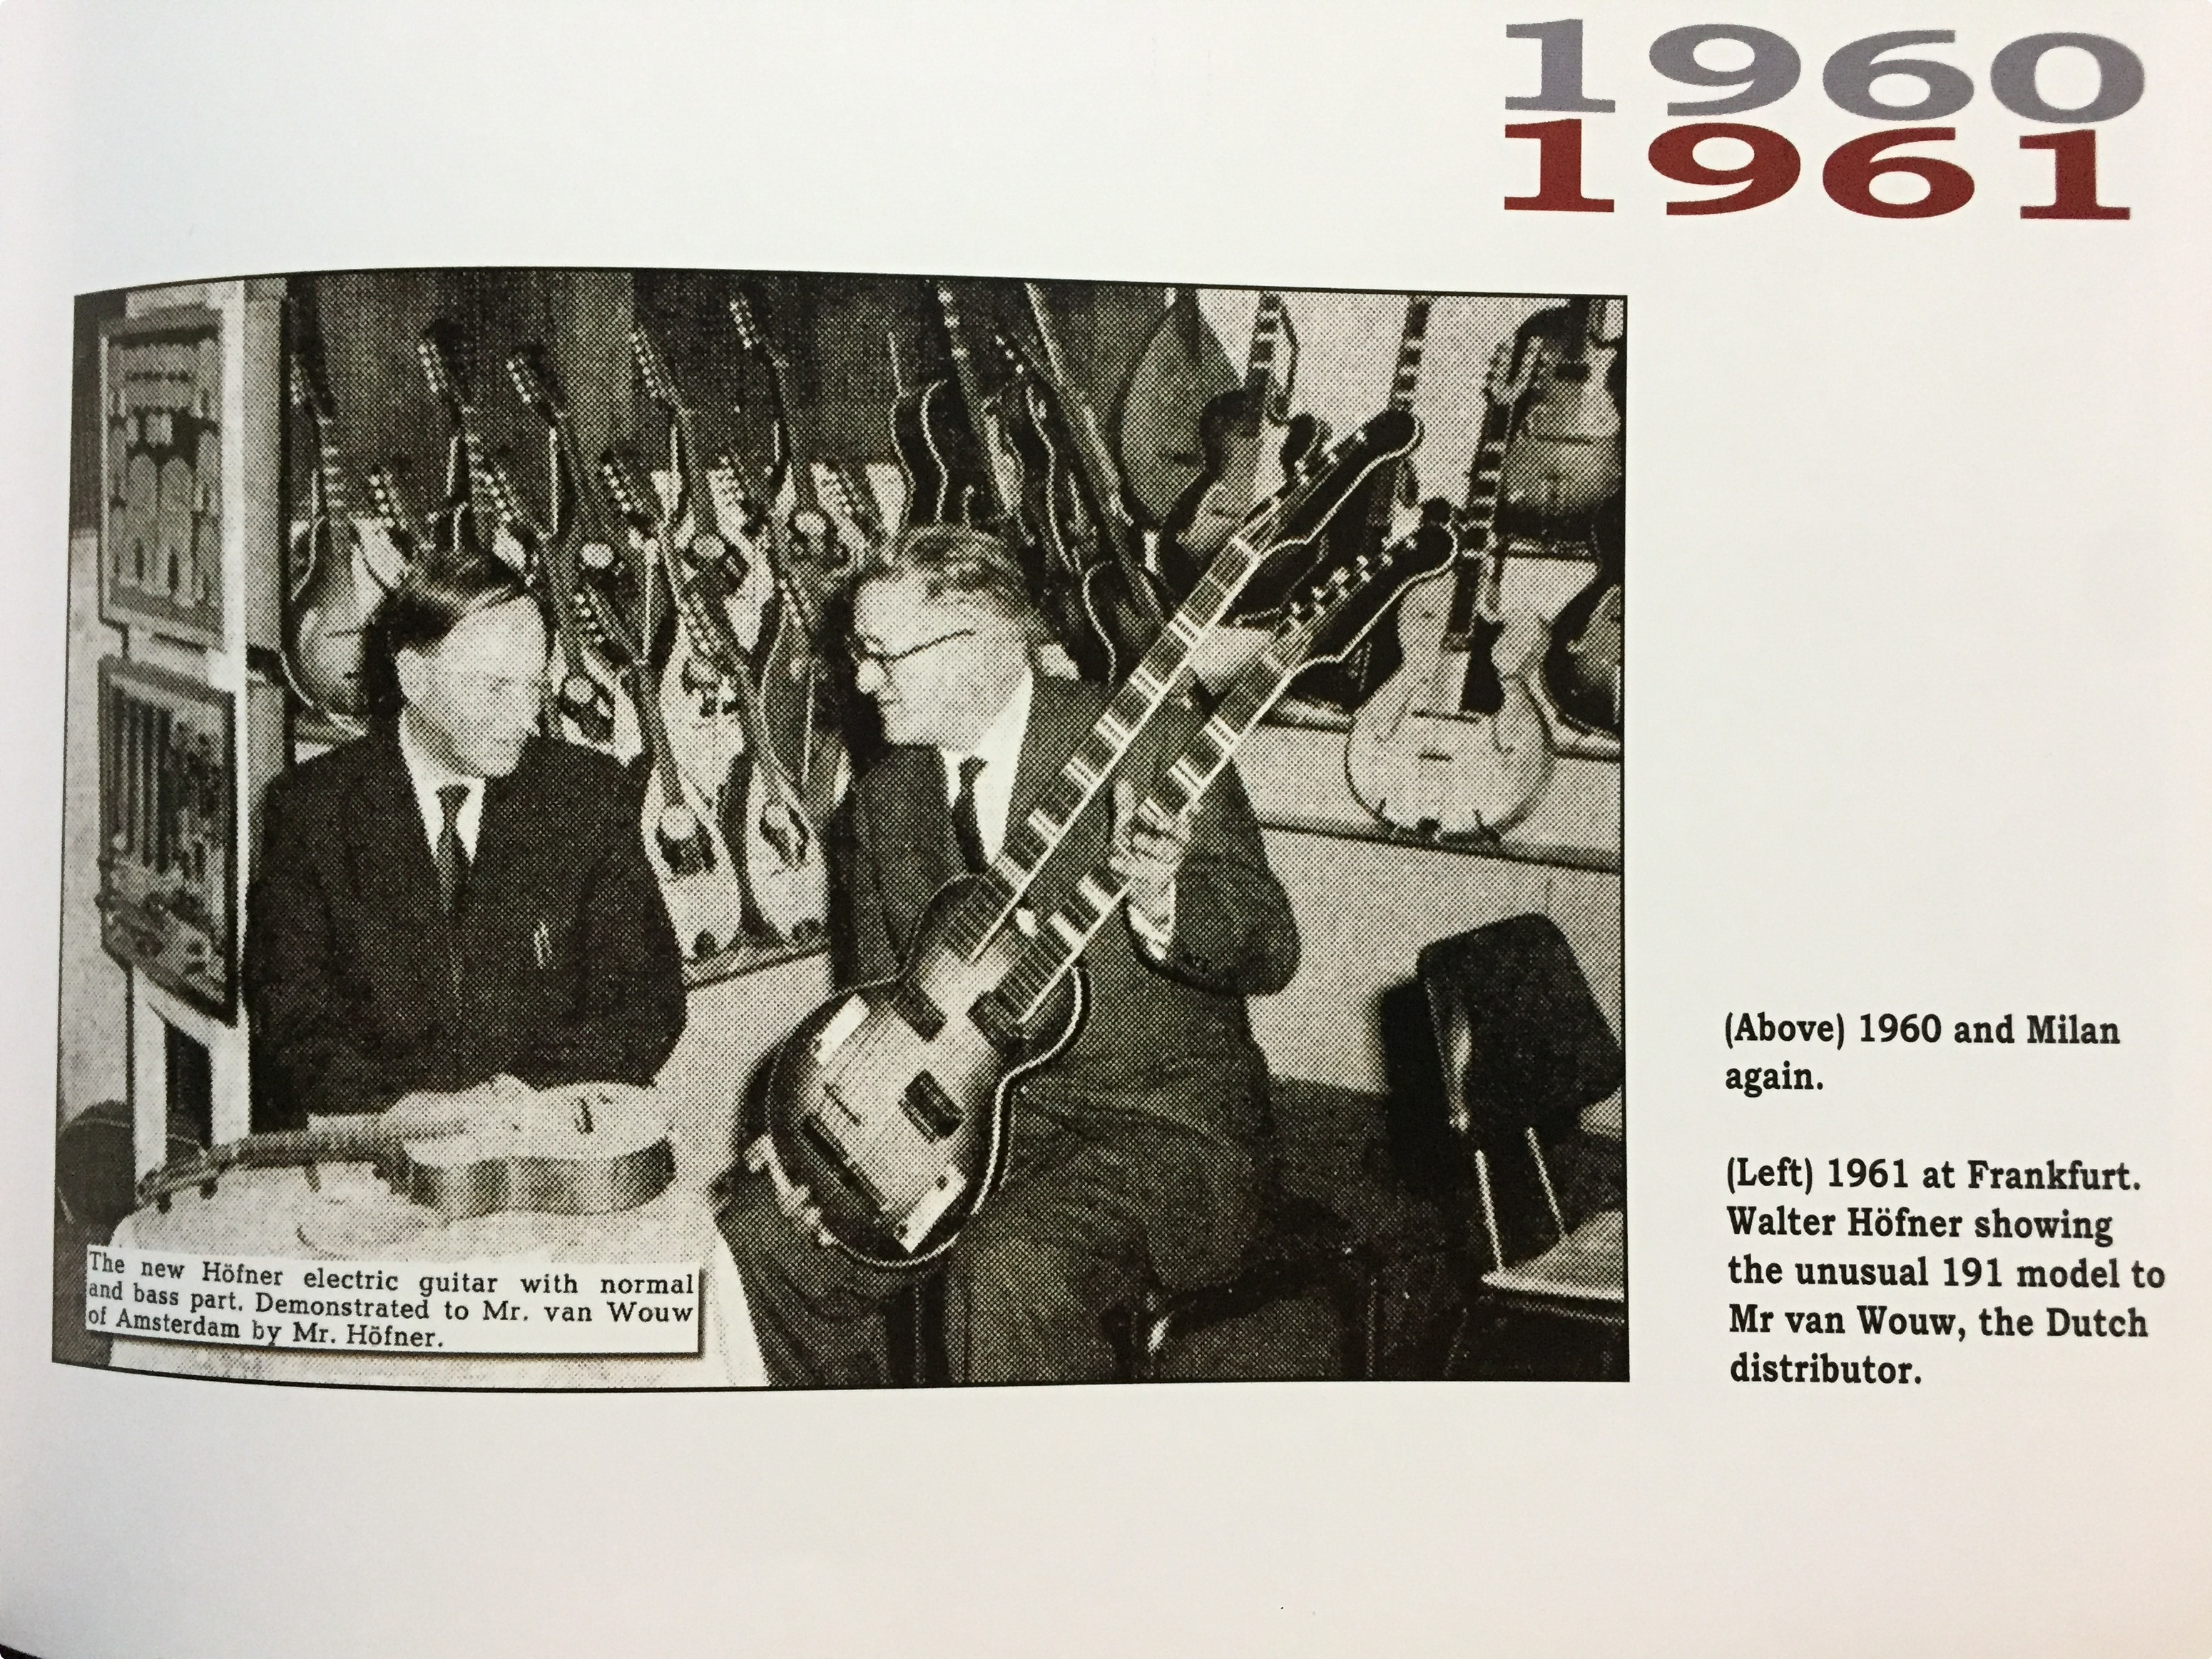 1960
1961
The new Höfner electric guitar with normal
and bass part. Demonstrated to Mr. van Wouw
of Amsterdam by Mr. Höfner.
(Above) 1960 and Milan
again.
(Left) 1961 at Frankfurt.
Walter Höfner showing
the unusual 191 model to
Mr van Wouw, the Dutch
distributor.